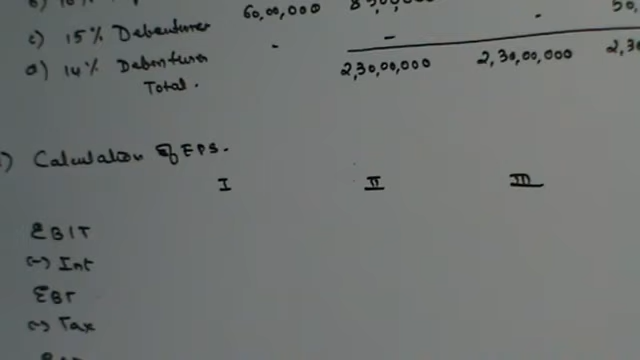 c) 15% Debentures 60,00,000
d) 14% Debentures - -
Total. 2,30,00,000 2,30,00,000
Calculation of EPS.
I II III
EBIT
(-) Int
EBT
(-) Tax